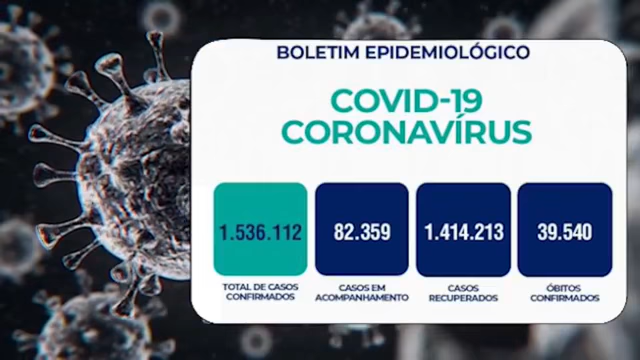 BOLETIM EPIDEMIOLÓGICO
COVID-19
CORONAVÍRUS
1.536.112
82.359
1.414.213
39.540
TOTAL DE CASOS
CONFIRMADOS
CASOS EM
ACOMPANHAMENTO
CASOS
RECUPERADOS
ÓBITOS
CONFIRMADOS